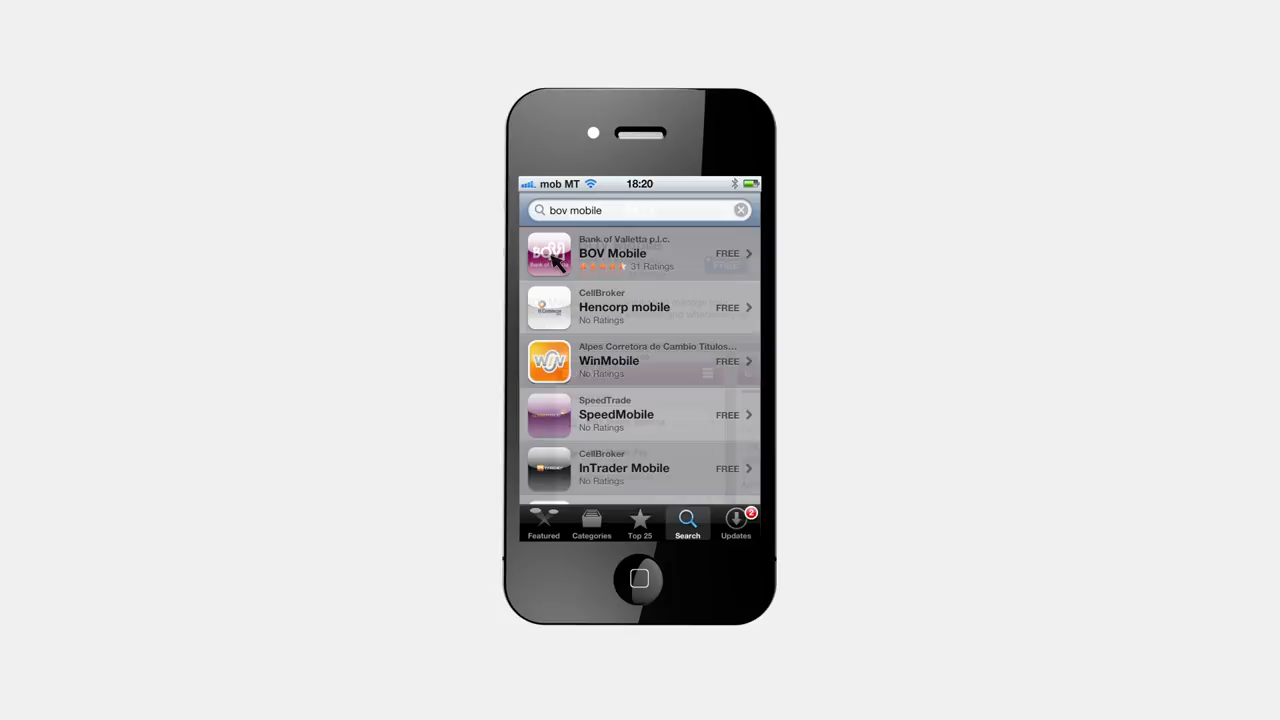 mob MT 18:20
bov mobile
Bank of Valletta p.l.c.
BOV Mobile
FREE
31 Ratings
BOV
CellBroker
Hencorp mobile
FREE
No Ratings
Alpes Corretora de Cambio Titulos...
WinMobile
FREE
No Ratings
SpeedTrade
SpeedMobile
FREE
No Ratings
CellBroker
InTrader Mobile
FREE
No Ratings
2
Featured Categories Top 25 Search Updates